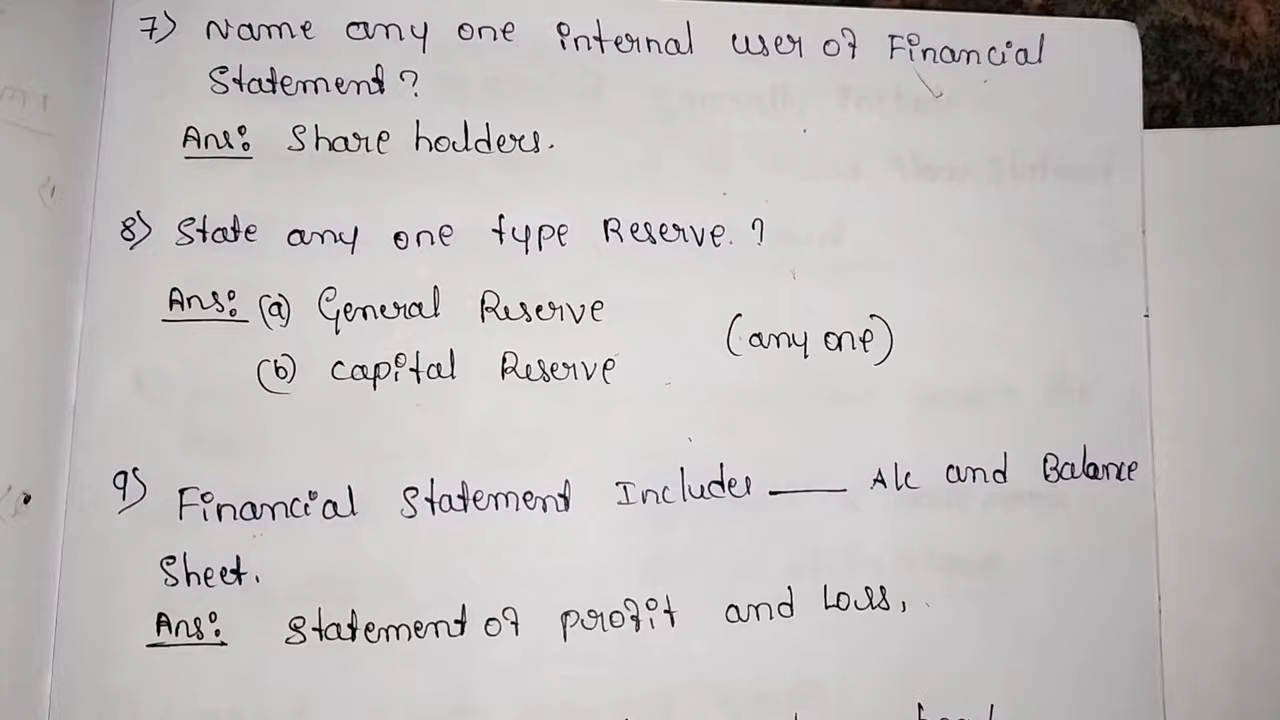 7) Name any one internal user of Financial
Statement?
Ans: Share holders.
8) State any one type Reserve.?
Ans: (a) General Reserve
(any one)
(b) capital Reserve
9) Financial Statement Includes —— A/c and Balance
Sheet.
Ans: Statement of profit and Loss,